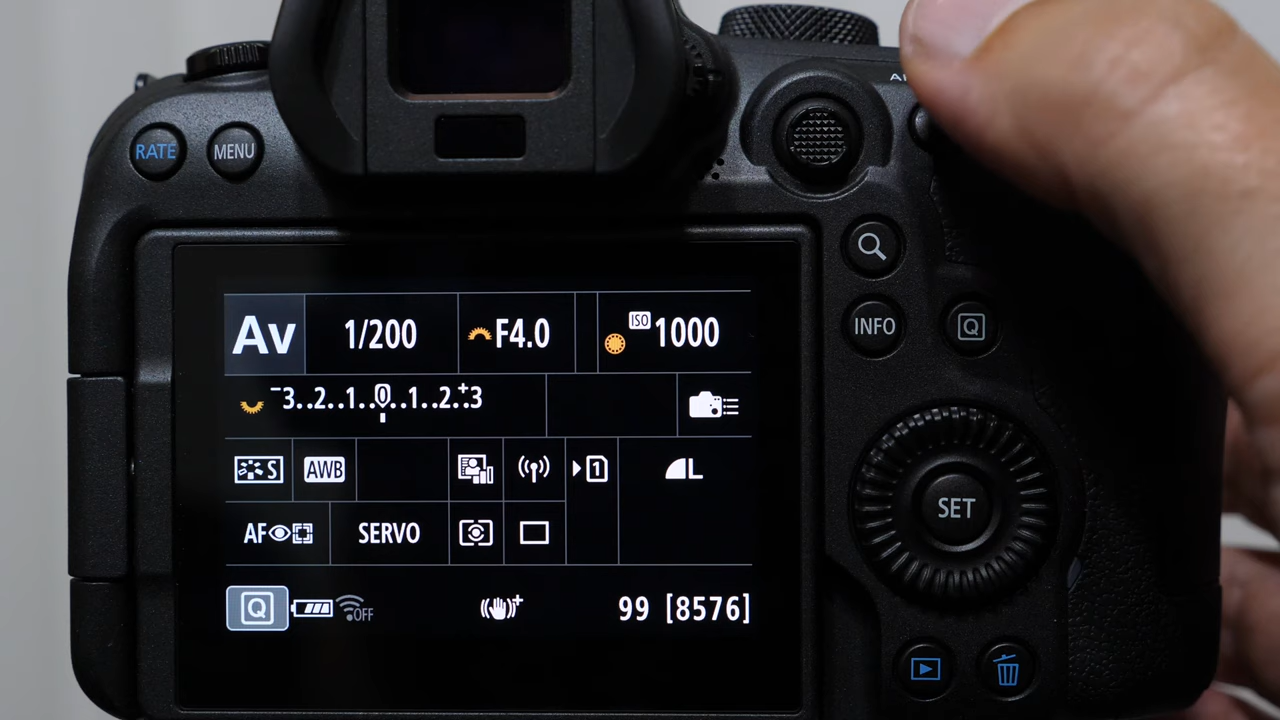 AF
RATE
MENU
INFO
Q
SET
Av 1/200 F4.0 ISO 1000
-3..2..1..0..1..2..+3
S AWB 1 L
AF SERVO
Q OFF 99 [8576]